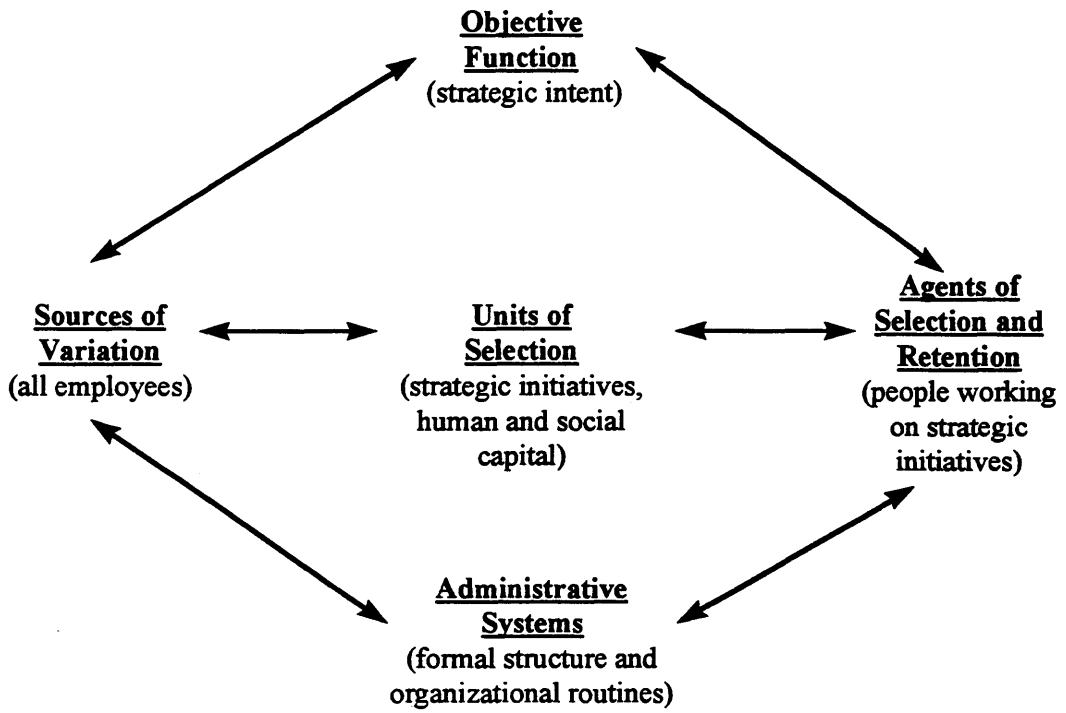 Objective
Function
(strategic intent)
Sources of
Variation
(all employees)
Units of
Selection
(strategic initiatives,
human and social
capital)
Agents of
Selection and
Retention
(people working
on strategic
initiatives)
Administrative
Systems
(formal structure and
organizational routines)